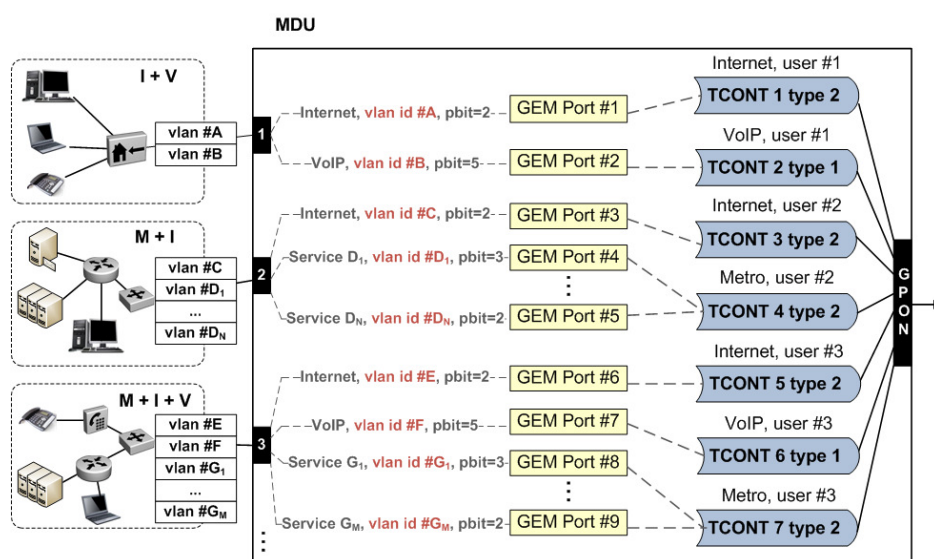 MDU
I + V
vlan #A
vlan #B
1
Internet, vlan id #A, pbit=2
GEM Port #1
Internet, user #1
TCONT 1 type 2
VoIP, vlan id #B, pbit=5
GEM Port #2
VoIP, user #1
TCONT 2 type 1
M + I
vlan #C
vlan #D1
...
vlan #DN
2
Internet, vlan id #C, pbit=2
GEM Port #3
Internet, user #2
TCONT 3 type 2
Service D1, vlan id #D1, pbit=3
GEM Port #4
Service DN, vlan id #DN, pbit=2
GEM Port #5
Metro, user #2
TCONT 4 type 2
M + I + V
vlan #E
vlan #F
vlan #G1
...
vlan #GM
3
Internet, vlan id #E, pbit=2
GEM Port #6
Internet, user #3
TCONT 5 type 2
VoIP, vlan id #F, pbit=5
GEM Port #7
VoIP, user #3
TCONT 6 type 1
Service G1, vlan id #G1, pbit=3
GEM Port #8
Service GM, vlan id #GM, pbit=2
GEM Port #9
Metro, user #3
TCONT 7 type 2
GPON